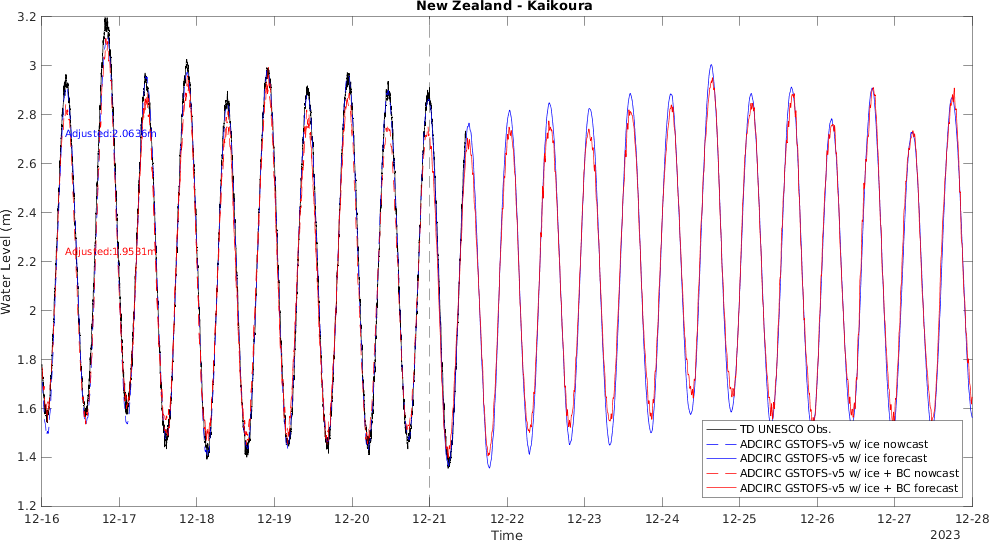 New Zealand - Kaikoura
3.2
3
2.8
2.6
2.4
2.2
2
1.8
1.6
1.4
1.2
Water Level (m)
Adjusted:2.0636m
Adjusted:1.9531m
TD UNESCO Obs.
ADCIRC GSTOFS-v5 w/ ice nowcast
ADCIRC GSTOFS-v5 w/ ice forecast
ADCIRC GSTOFS-v5 w/ ice + BC nowcast
ADCIRC GSTOFS-v5 w/ ice + BC forecast
12-16 12-17 12-18 12-19 12-20 12-21 12-22 12-23 12-24 12-25 12-26 12-27 12-28
Time
2023